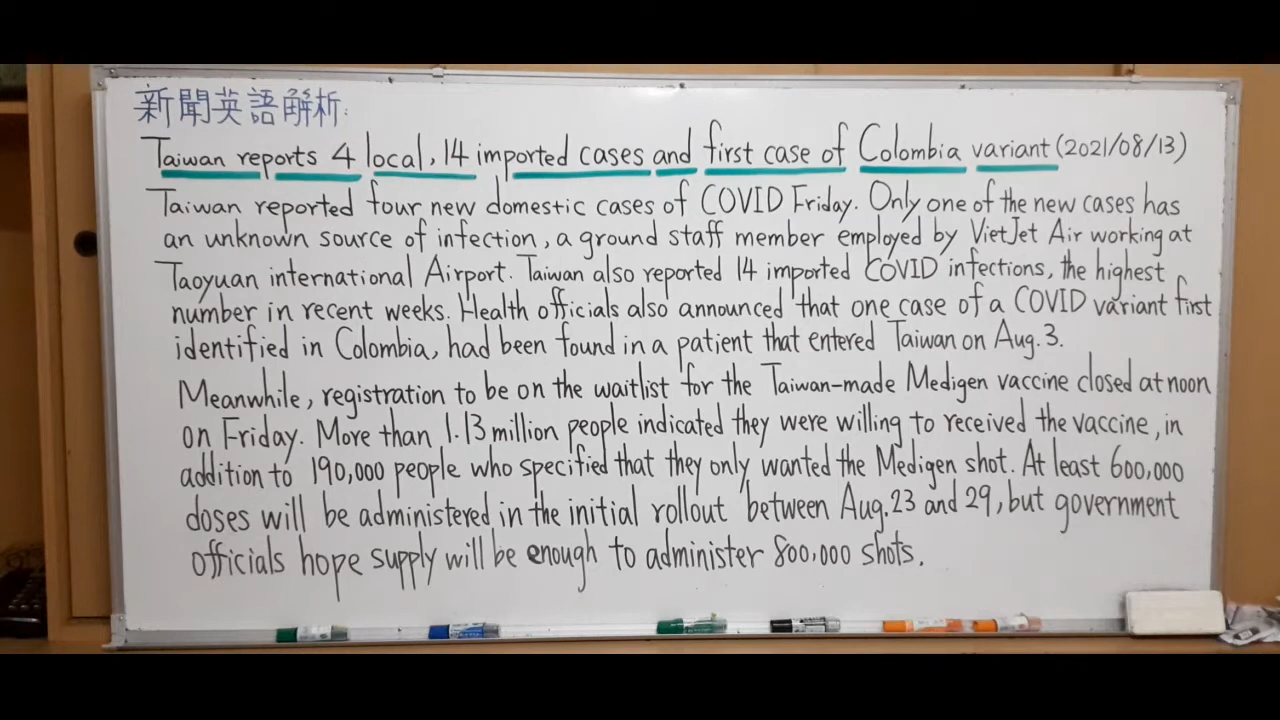 新聞英語解析:
Taiwan reports 4 local, 14 imported cases and first case of Colombia variant (2021/08/13)
Taiwan reported four new domestic cases of COVID Friday. Only one of the new cases has
an unknown source of infection, a ground staff member employed by VietJet Air working at
Taoyuan international Airport. Taiwan also reported 14 imported COVID infections, the highest
number in recent weeks. Health officials also announced that one case of a COVID variant first
identified in Colombia, had been found in a patient that entered Taiwan on Aug. 3.
Meanwhile, registration to be on the waitlist for the Taiwan-made Medigen vaccine closed at noon
on Friday. More than 1.13 million people indicated they were willing to received the vaccine, in
addition to 190,000 people who specified that they only wanted the Medigen shot. At least 600,000
doses will be administered in the initial rollout between Aug. 23 and 29, but government
officials hope supply will be enough to administer 800,000 shots.